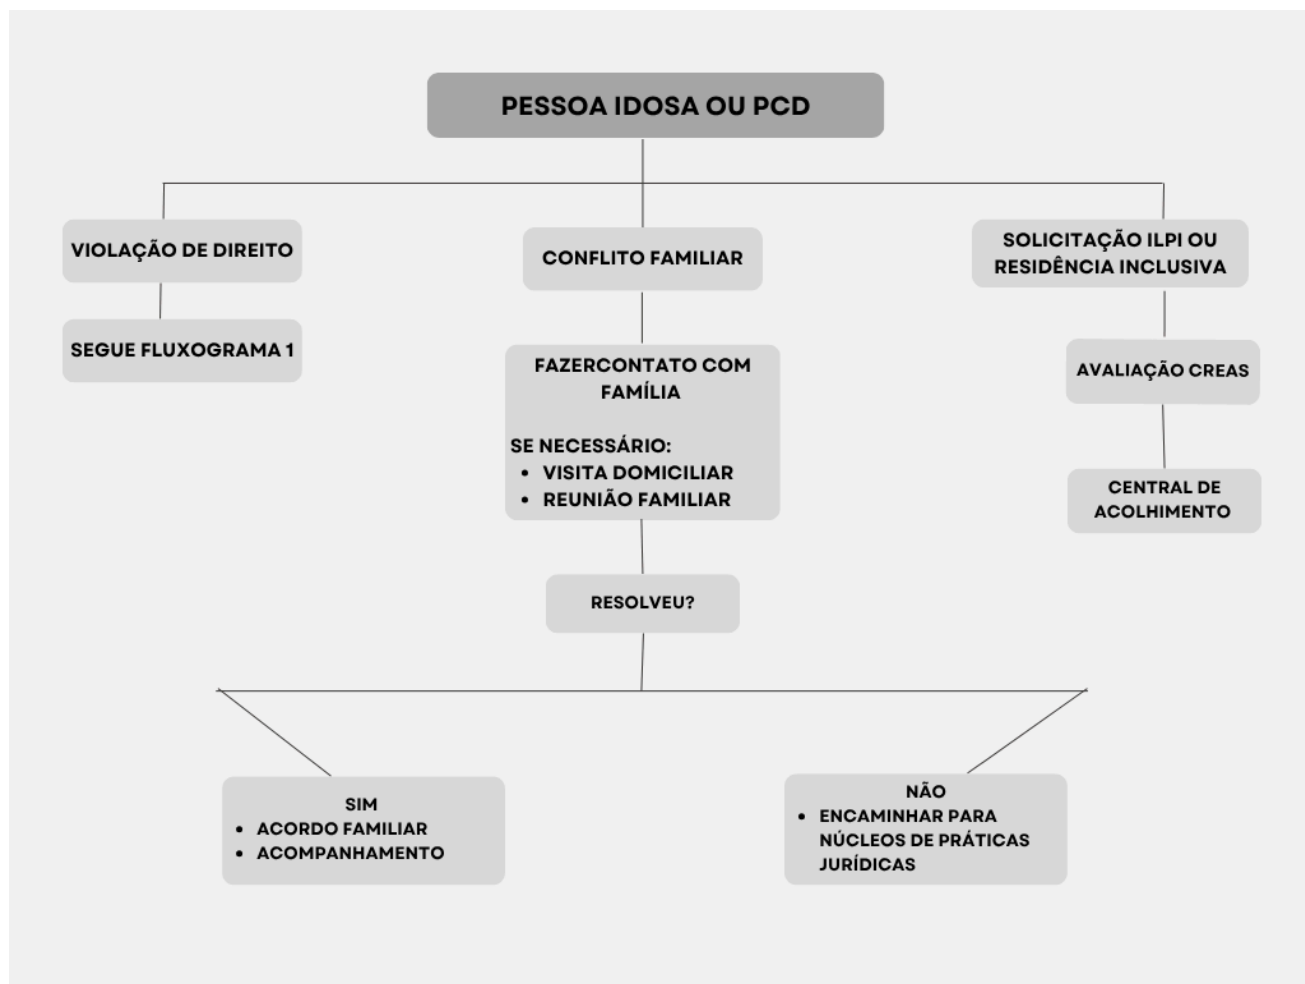 PESSOA IDOSA OU PCD
VIOLAÇÃO DE DIREITO
SEGUE FLUXOGRAMA 1
CONFLITO FAMILIAR
FAZERCONTATO COM
FAMÍLIA
SE NECESSÁRIO:
• VISITA DOMICILIAR
• REUNIÃO FAMILIAR
RESOLVEU?
SIM
• ACORDO FAMILIAR
• ACOMPANHAMENTO
NÃO
• ENCAMINHAR PARA
NÚCLEOS DE PRÁTICAS
JURÍDICAS
SOLICITAÇÃO ILPI OU
RESIDÊNCIA INCLUSIVA
AVALIAÇÃO CREAS
CENTRAL DE
ACOLHIMENTO